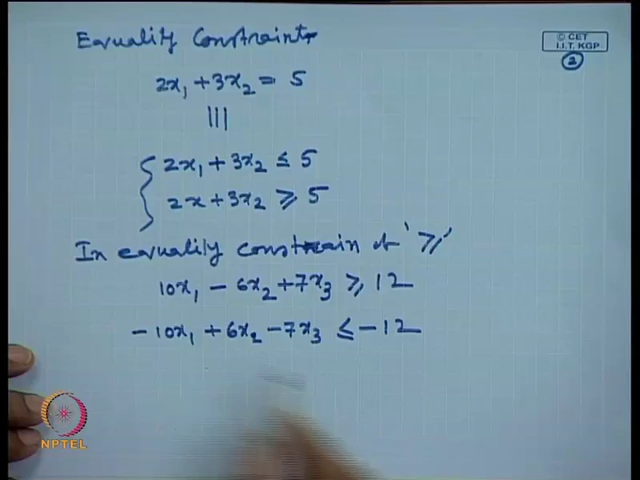 Equality Constraint
© CET
I.I.T. KGP
2
2x₁ + 3x₂ = 5
|||
2x₁ + 3x₂ ≤ 5
2x + 3x₂ ≥ 5
In equality constrain of '≥'
10x₁ - 6x₂ + 7x₃ ≥ 12
-10x₁ + 6x₂ - 7x₃ ≤ -12
NPTEL